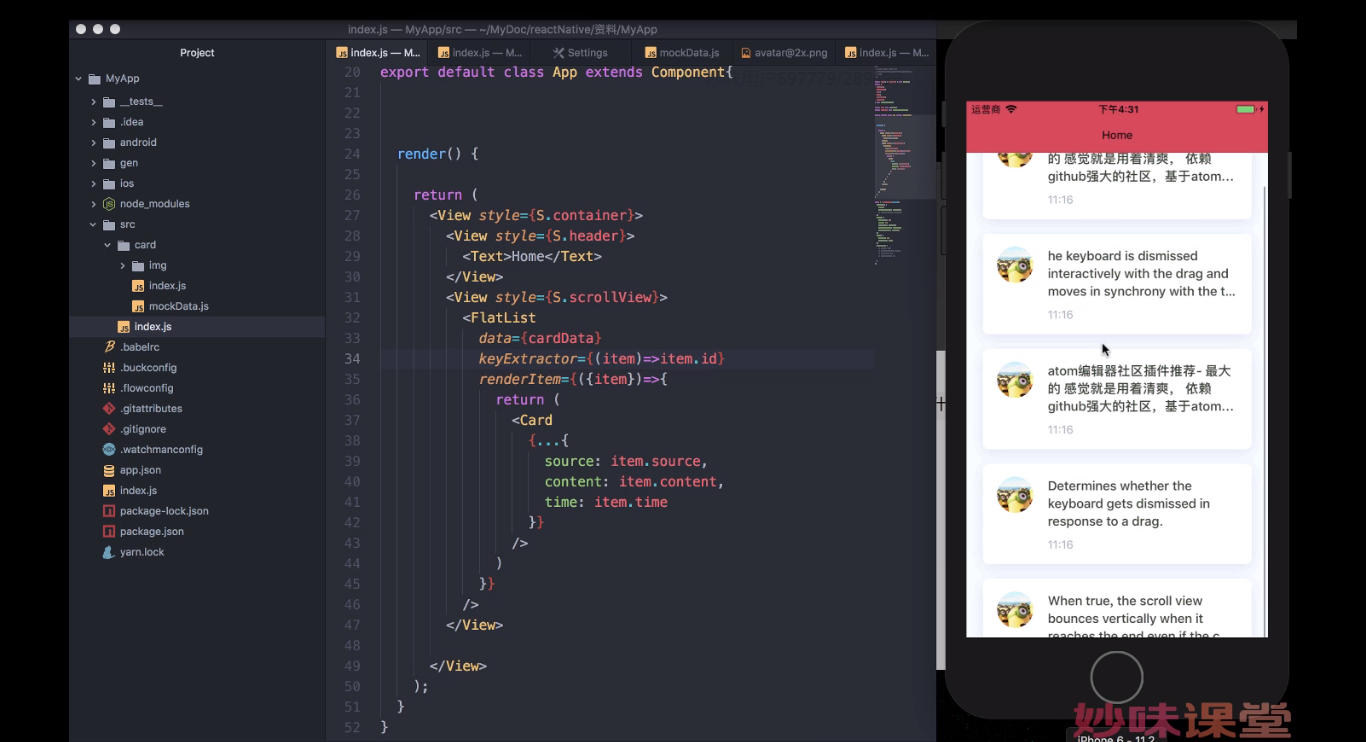 index.js — MyApp/src — ~/MyDoc/reactNative/资料/MyApp
Project
index.js — M...
index.js — M...
Settings
mockData.js
avatar@2x.png
index.js — M...
MyApp
__tests__
.idea
android
gen
ios
node_modules
src
card
img
index.js
mockData.js
index.js
.babelrc
.buckconfig
.flowconfig
.gitattributes
.gitignore
.watchmanconfig
app.json
index.js
package-lock.json
package.json
yarn.lock
20 export default class App extends Component{
21
22
23
24 render() {
25
26 return (
27 <View style={S.container}>
28 <View style={S.header}>
29 <Text>Home</Text>
30 </View>
31 <View style={S.scrollView}>
32 <FlatList
33 data={cardData}
34 keyExtractor={(item)=>item.id}
35 renderItem={({item})=>{
36 return (
37 <Card
38 {...{
39 source: item.source,
40 content: item.content,
41 time: item.time
42 }}
43 />
44 )
45 }}
46 />
47 </View>
48
49 </View>
50 );
51 }
52 }
运营商 下午4:31
Home
的 感觉就是用着清爽， 依赖
github强大的社区，基于atom...
11:16
he keyboard is dismissed
interactively with the drag and
moves in synchrony with the t...
11:16
atom编辑器社区插件推荐- 最大
的 感觉就是用着清爽， 依赖
github强大的社区，基于atom...
11:16
Determines whether the
keyboard gets dismissed in
response to a drag.
11:16
When true, the scroll view
bounces vertically when it
reaches the end even if the c
妙味课堂
iPhone 6 - 11.2